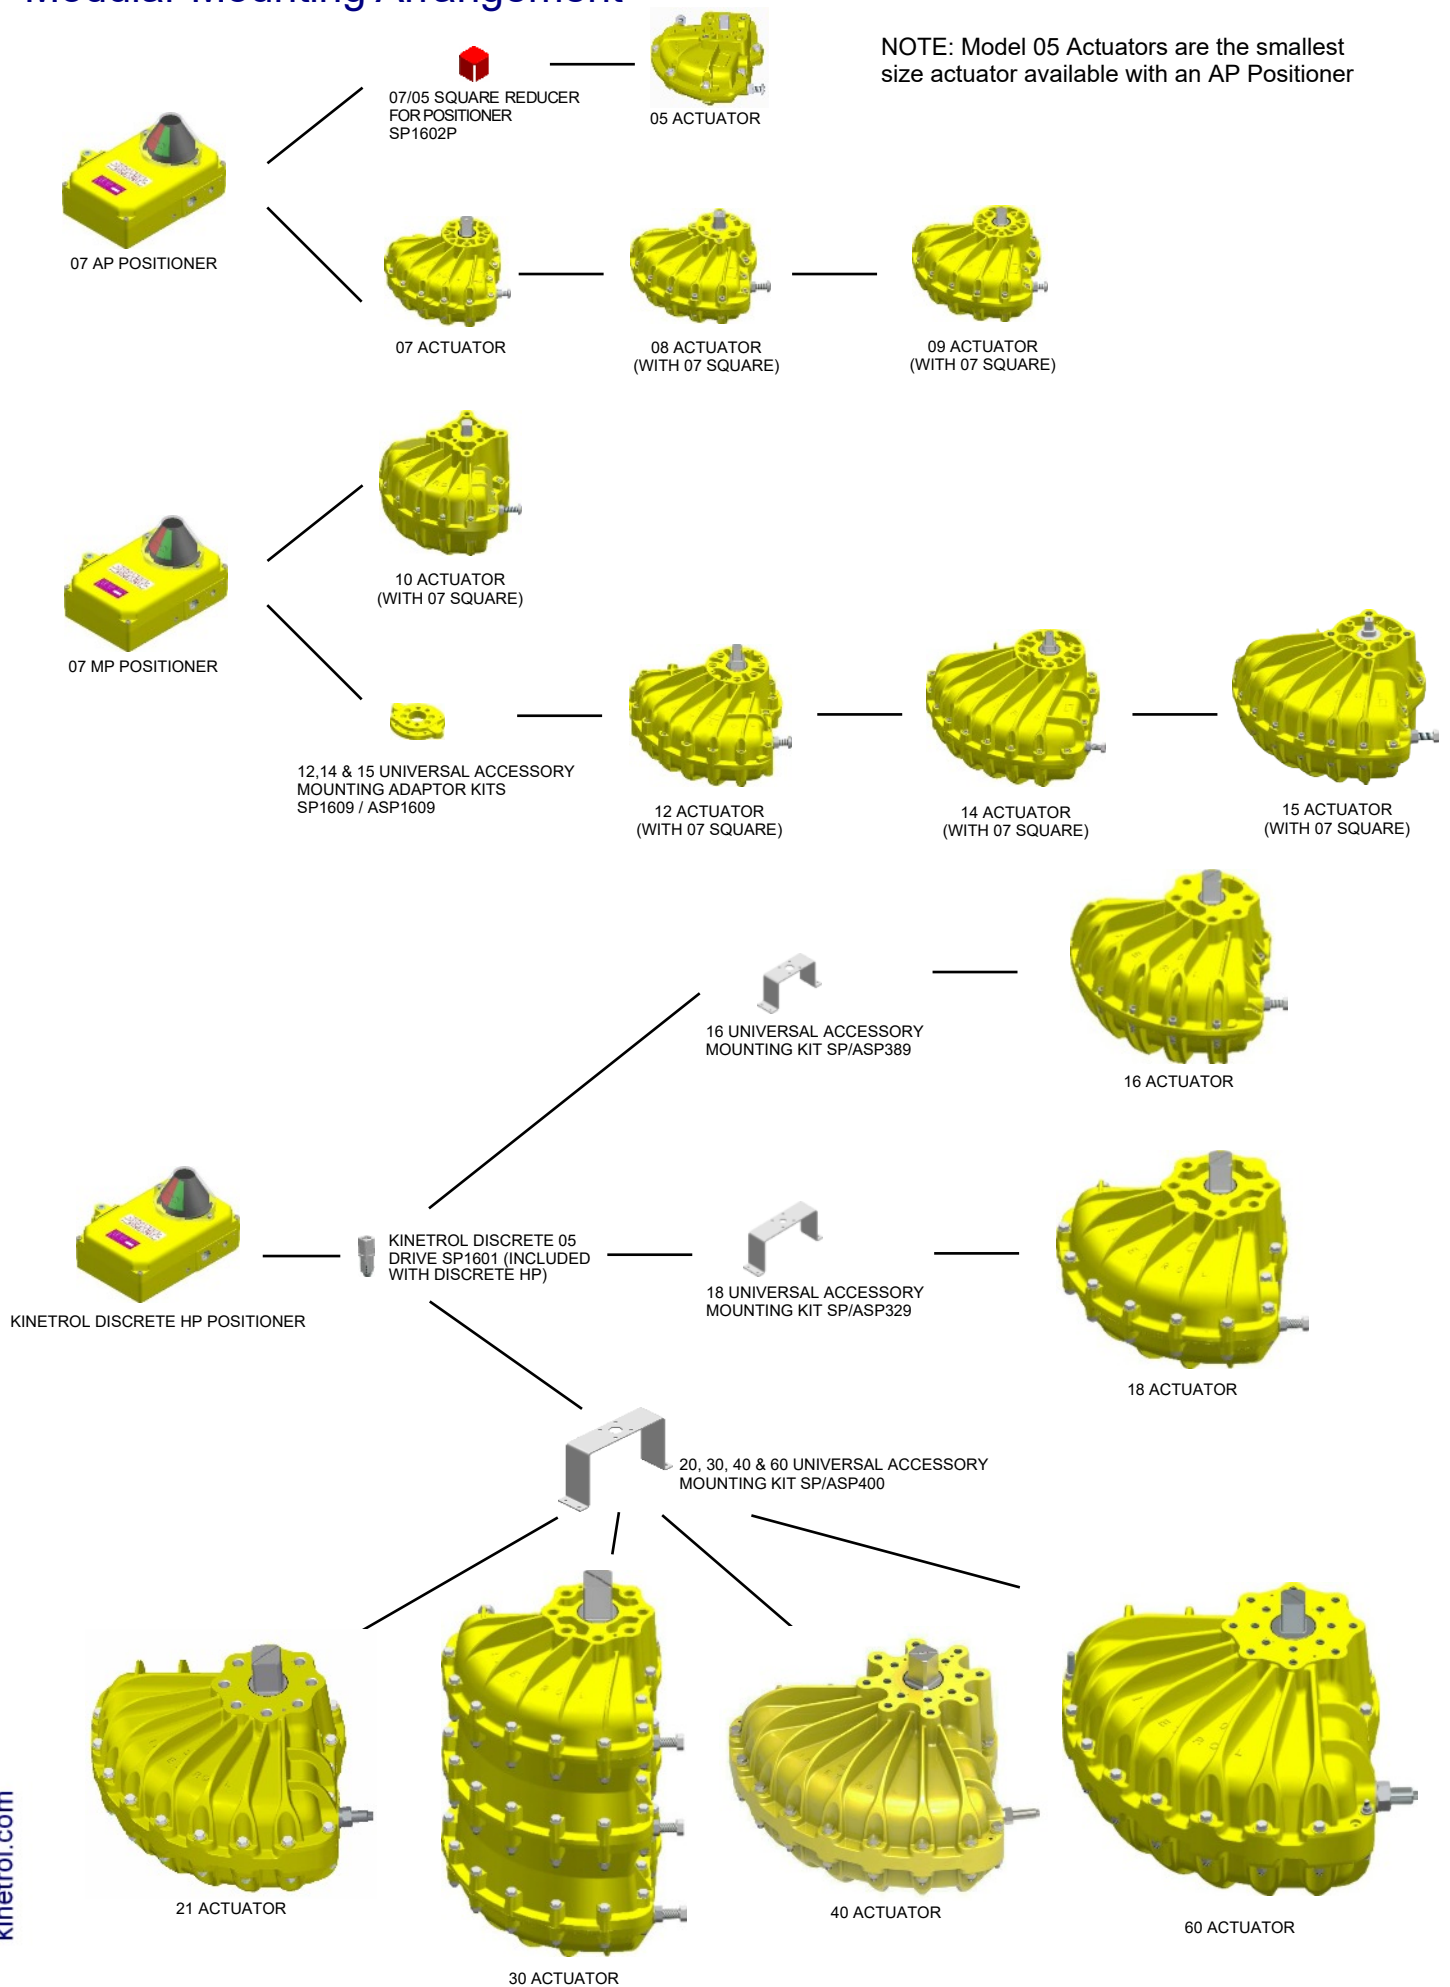 Modular Mounting Arrangement
NOTE: Model 05 Actuators are the smallest
size actuator available with an AP Positioner
07/05 SQUARE REDUCER
FOR POSITIONER
SP1602P
05 ACTUATOR
07 AP POSITIONER
07 ACTUATOR
08 ACTUATOR
(WITH 07 SQUARE)
09 ACTUATOR
(WITH 07 SQUARE)
10 ACTUATOR
(WITH 07 SQUARE)
07 MP POSITIONER
12,14 & 15 UNIVERSAL ACCESSORY
MOUNTING ADAPTOR KITS
SP1609 / ASP1609
12 ACTUATOR
(WITH 07 SQUARE)
14 ACTUATOR
(WITH 07 SQUARE)
15 ACTUATOR
(WITH 07 SQUARE)
16 UNIVERSAL ACCESSORY
MOUNTING KIT SP/ASP389
16 ACTUATOR
KINETROL DISCRETE 05
DRIVE SP1601 (INCLUDED
WITH DISCRETE HP)
KINETROL DISCRETE HP POSITIONER
18 UNIVERSAL ACCESSORY
MOUNTING KIT SP/ASP329
18 ACTUATOR
20, 30, 40 & 60 UNIVERSAL ACCESSORY
MOUNTING KIT SP/ASP400
21 ACTUATOR
30 ACTUATOR
40 ACTUATOR
60 ACTUATOR
kinetrol.com